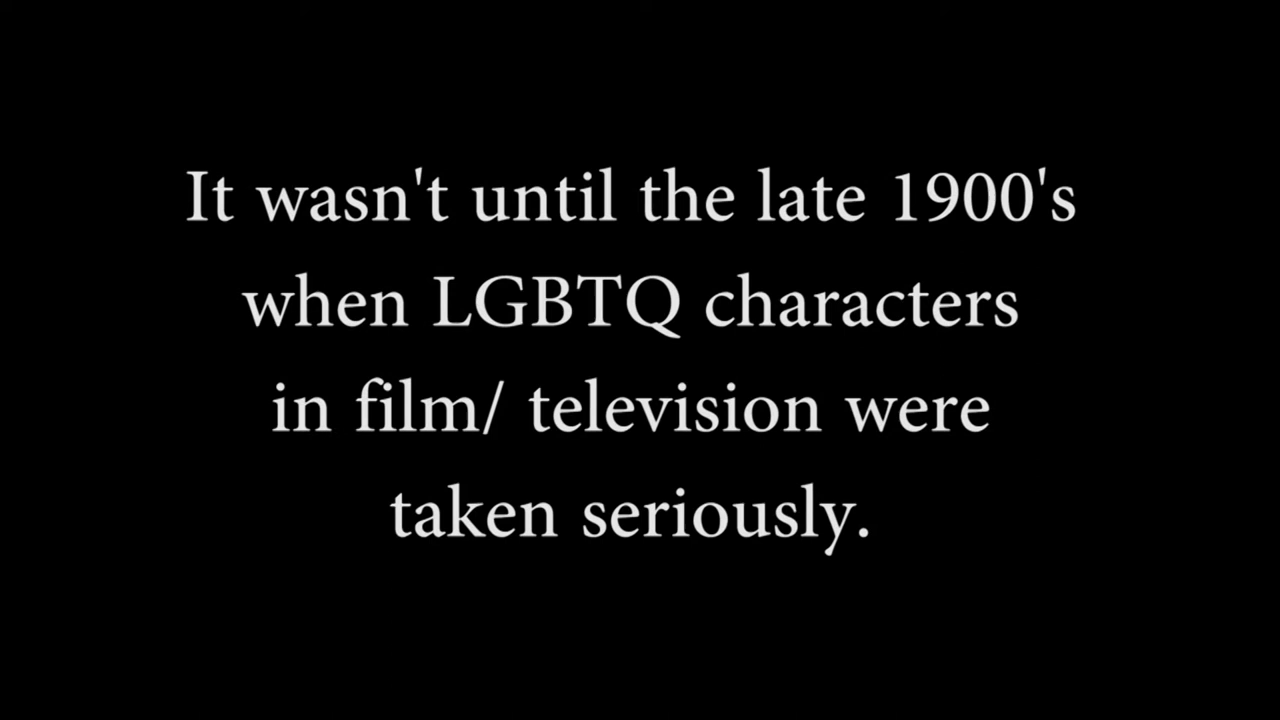 It wasn't until the late 1900's
when LGBTQ characters
in film/ television were
taken seriously.